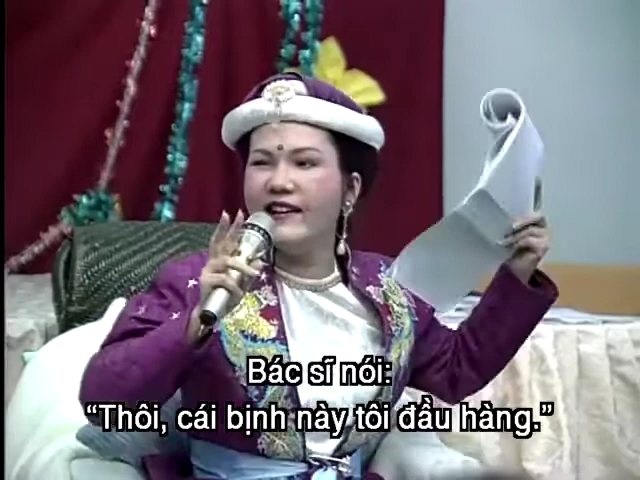 Bác sĩ nói:
“Thôi, cái bịnh này tôi đầu hàng.”